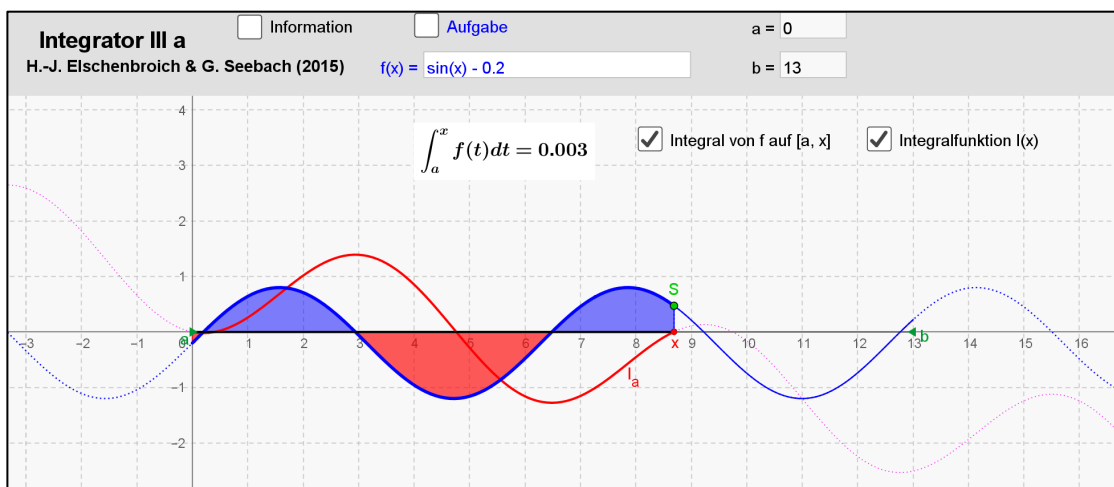 Integrator III a
H.-J. Elschenbroich & G. Seebach (2015)
Information
Aufgabe
f(x) = sin(x) - 0.2
a = 0
b = 13
∫ₐˣ f(t)dt = 0.003
Integral von f auf [a, x]
Integralfunktion I(x)
4
3
2
1
−1
−2
−3 −2 −1 0 1 2 3 4 5 6 7 8 9 10 11 12 13 14 15 16
a
S
x
b
Iₐ